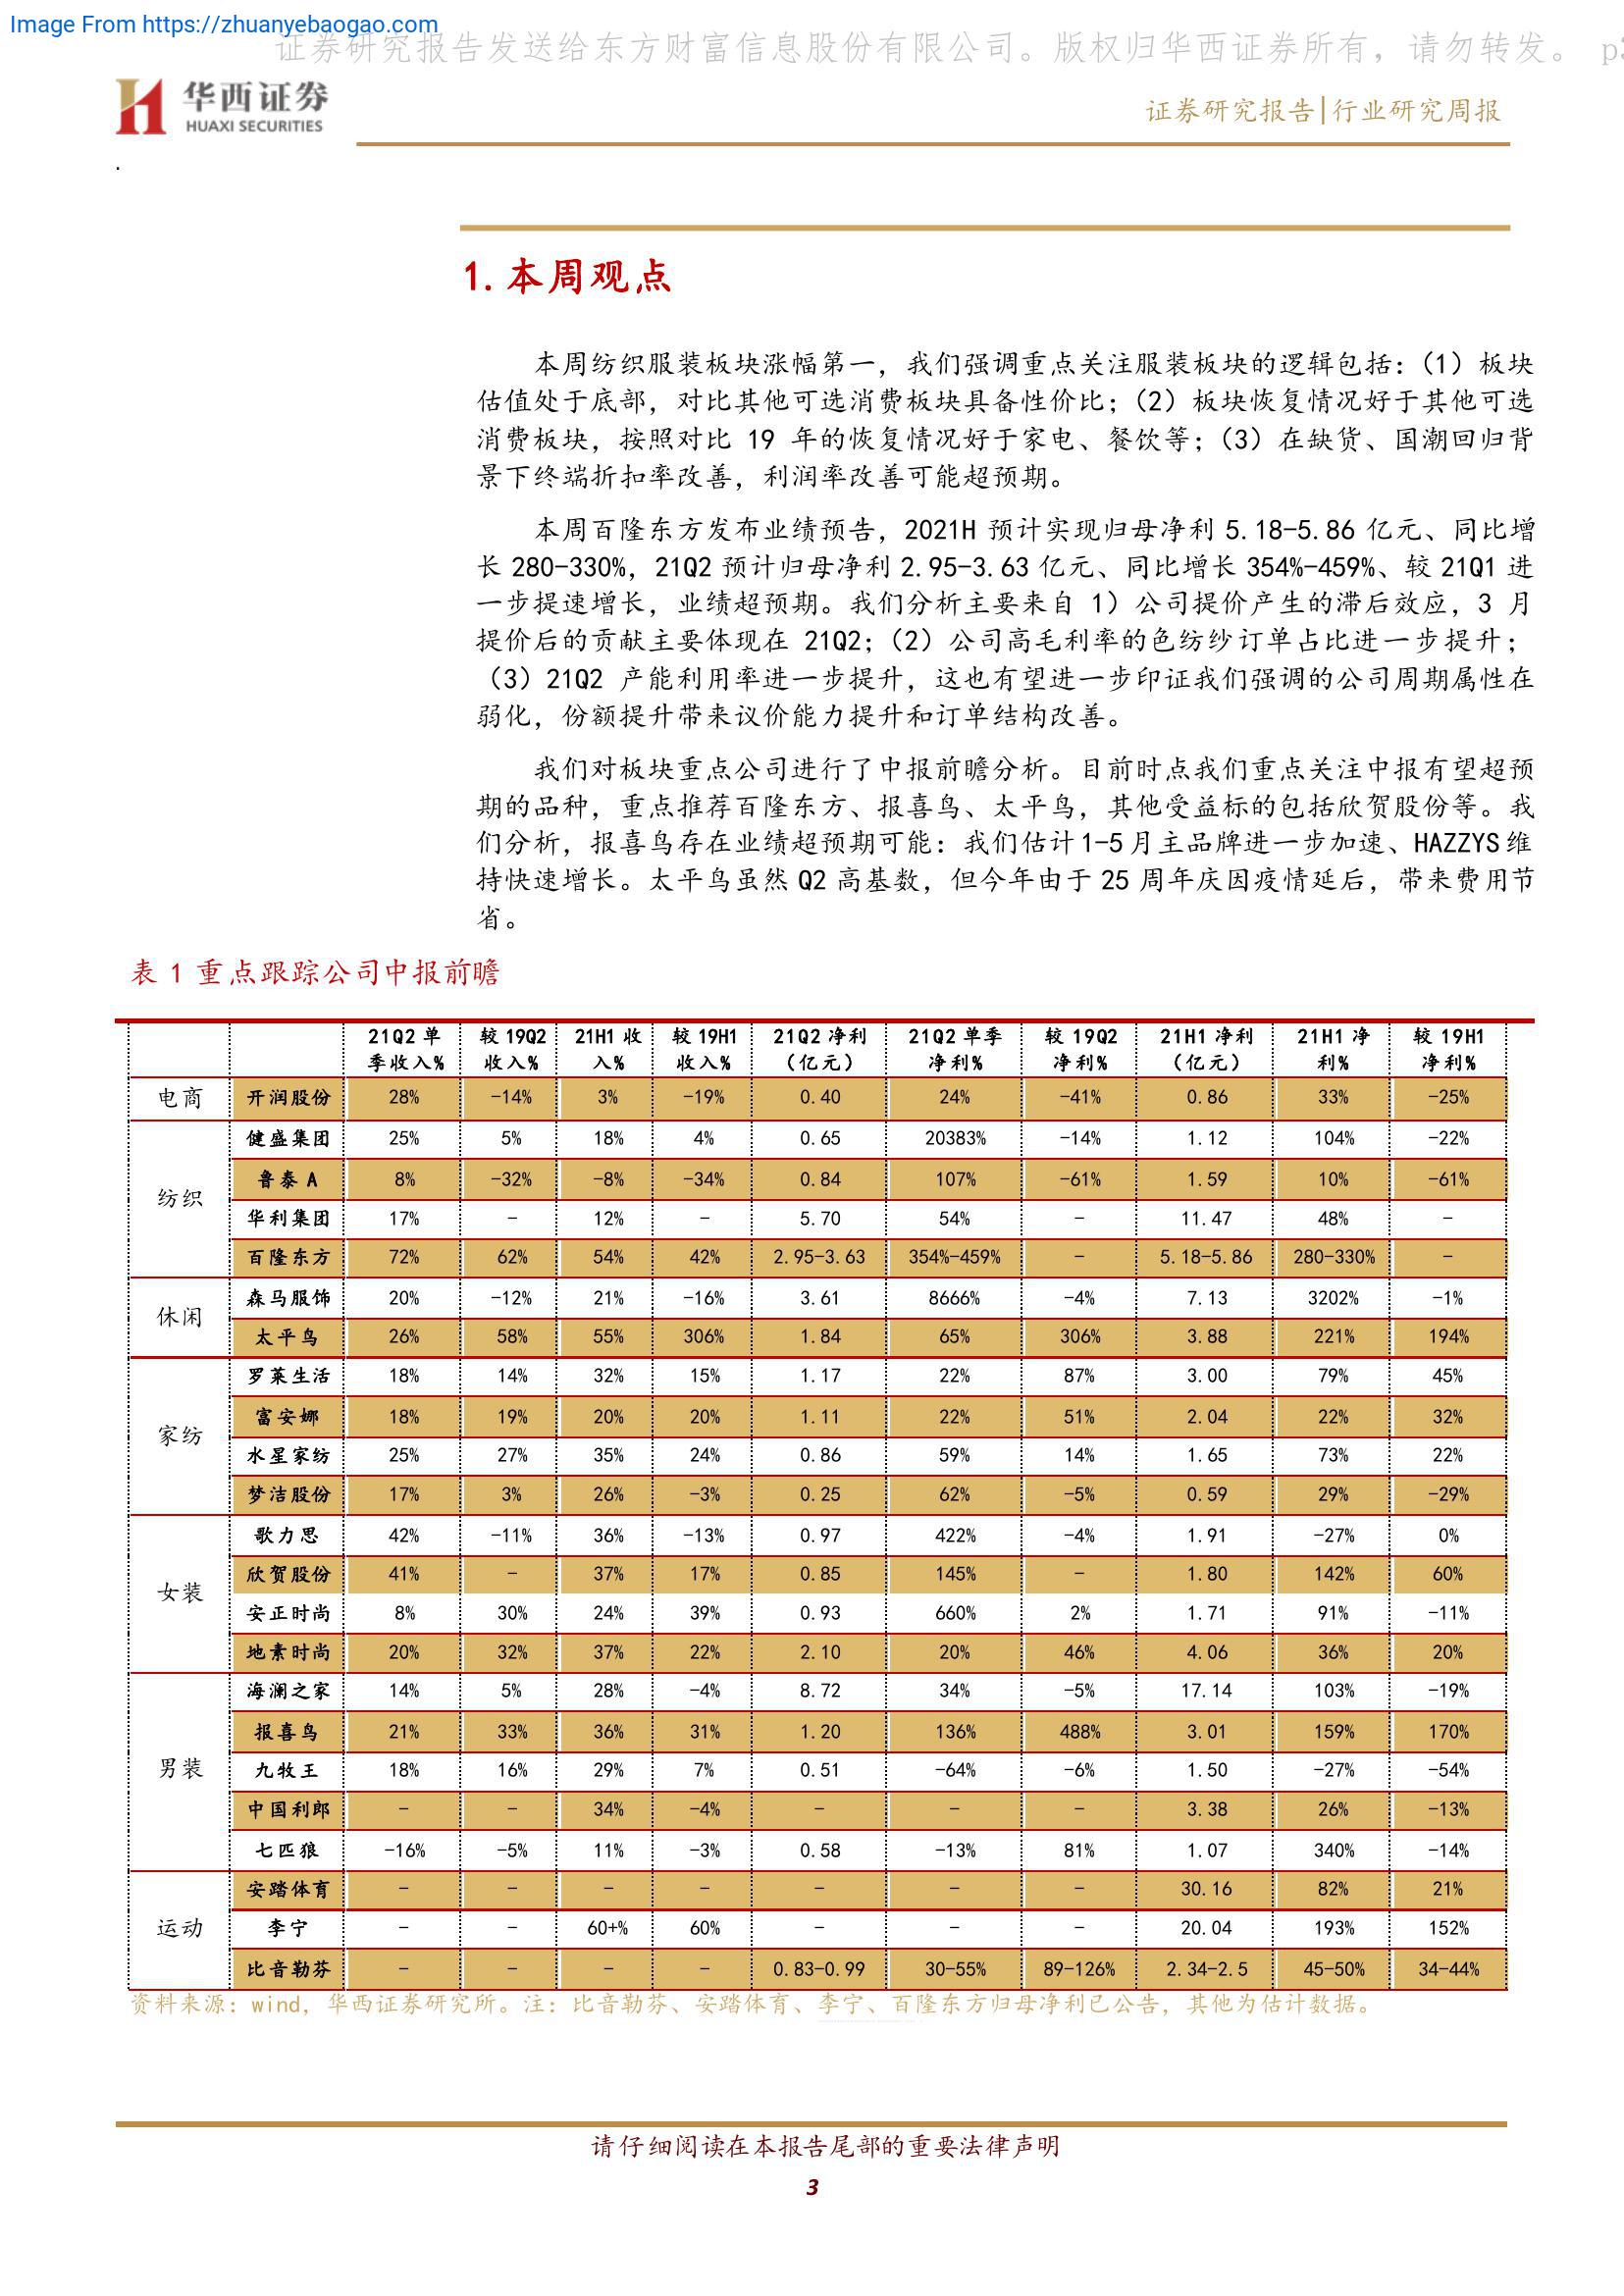 Image From https://zhuanyebaogao.com
证券研究报告发送给东方财富信息股份有限公司。版权归华西证券所有，请勿转发。 p3
华西证券
HUAXI SECURITIES
证券研究报告|行业研究周报
.
1.本周观点
本周纺织服装板块涨幅第一，我们强调重点关注服装板块的逻辑包括：（1）板块
估值处于底部，对比其他可选消费板块具备性价比；（2）板块恢复情况好于其他可选
消费板块，按照对比 19 年的恢复情况好于家电、餐饮等；（3）在缺货、国潮回归背
景下终端折扣率改善，利润率改善可能超预期。
本周百隆东方发布业绩预告，2021H 预计实现归母净利 5.18-5.86 亿元、同比增
长 280-330%，21Q2 预计归母净利 2.95-3.63 亿元、同比增长 354%-459%、较 21Q1 进
一步提速增长，业绩超预期。我们分析主要来自 1）公司提价产生的滞后效应，3 月
提价后的贡献主要体现在 21Q2；（2）公司高毛利率的色纺纱订单占比进一步提升；
（3）21Q2 产能利用率进一步提升，这也有望进一步印证我们强调的公司周期属性在
弱化，份额提升带来议价能力提升和订单结构改善。
我们对板块重点公司进行了中报前瞻分析。目前时点我们重点关注中报有望超预
期的品种，重点推荐百隆东方、报喜鸟、太平鸟，其他受益标的包括欣贺股份等。我
们分析，报喜鸟存在业绩超预期可能：我们估计 1-5 月主品牌进一步加速、HAZZYS 维
持快速增长。太平鸟虽然 Q2 高基数，但今年由于 25 周年庆因疫情延后，带来费用节
省。
表 1 重点跟踪公司中报前瞻
21Q2 单季收入% 较 19Q2 收入% 21H1 收入% 较 19H1 收入% 21Q2 净利（亿元） 21Q2 单季净利% 较 19Q2 净利% 21H1 净利（亿元） 21H1 净利% 较 19H1 净利%
电商 开润股份 28% -14% 3% -19% 0.40 24% -41% 0.86 33% -25%
纺织 健盛集团 25% 5% 18% 4% 0.65 20383% -14% 1.12 104% -22%
鲁泰 A 8% -32% -8% -34% 0.84 107% -61% 1.59 10% -61%
华利集团 17% - 12% - 5.70 54% - 11.47 48% -
百隆东方 72% 62% 54% 42% 2.95-3.63 354%-459% - 5.18-5.86 280-330% -
休闲 森马服饰 20% -12% 21% -16% 3.61 8666% -4% 7.13 3202% -1%
太平鸟 26% 58% 55% 306% 1.84 65% 306% 3.88 221% 194%
家纺 罗莱生活 18% 14% 32% 15% 1.17 22% 87% 3.00 79% 45%
富安娜 18% 19% 20% 20% 1.11 22% 51% 2.04 22% 32%
水星家纺 25% 27% 35% 24% 0.86 59% 14% 1.65 73% 22%
梦洁股份 17% 3% 26% -3% 0.25 62% -5% 0.59 29% -29%
女装 歌力思 42% -11% 36% -13% 0.97 422% -4% 1.91 -27% 0%
欣贺股份 41% - 37% 17% 0.85 145% - 1.80 142% 60%
安正时尚 8% 30% 24% 39% 0.93 660% 2% 1.71 91% -11%
地素时尚 20% 32% 37% 22% 2.10 20% 46% 4.06 36% 20%
男装 海澜之家 14% 5% 28% -4% 8.72 34% -5% 17.14 103% -19%
报喜鸟 21% 33% 36% 31% 1.20 136% 488% 3.01 159% 170%
九牧王 18% 16% 29% 7% 0.51 -64% -6% 1.50 -27% -54%
中国利郎 - - 34% -4% - - - 3.38 26% -13%
七匹狼 -16% -5% 11% -3% 0.58 -13% 81% 1.07 340% -14%
运动 安踏体育 - - - - - - - 30.16 82% 21%
李宁 - - 60+% 60% - - - 20.04 193% 152%
比音勒芬 - - - - 0.83-0.99 30-55% 89-126% 2.34-2.5 45-50% 34-44%
资料来源：wind，华西证券研究所。注：比音勒芬、安踏体育、李宁、百隆东方归母净利已公告，其他为估计数据。
请仔细阅读在本报告尾部的重要法律声明
3